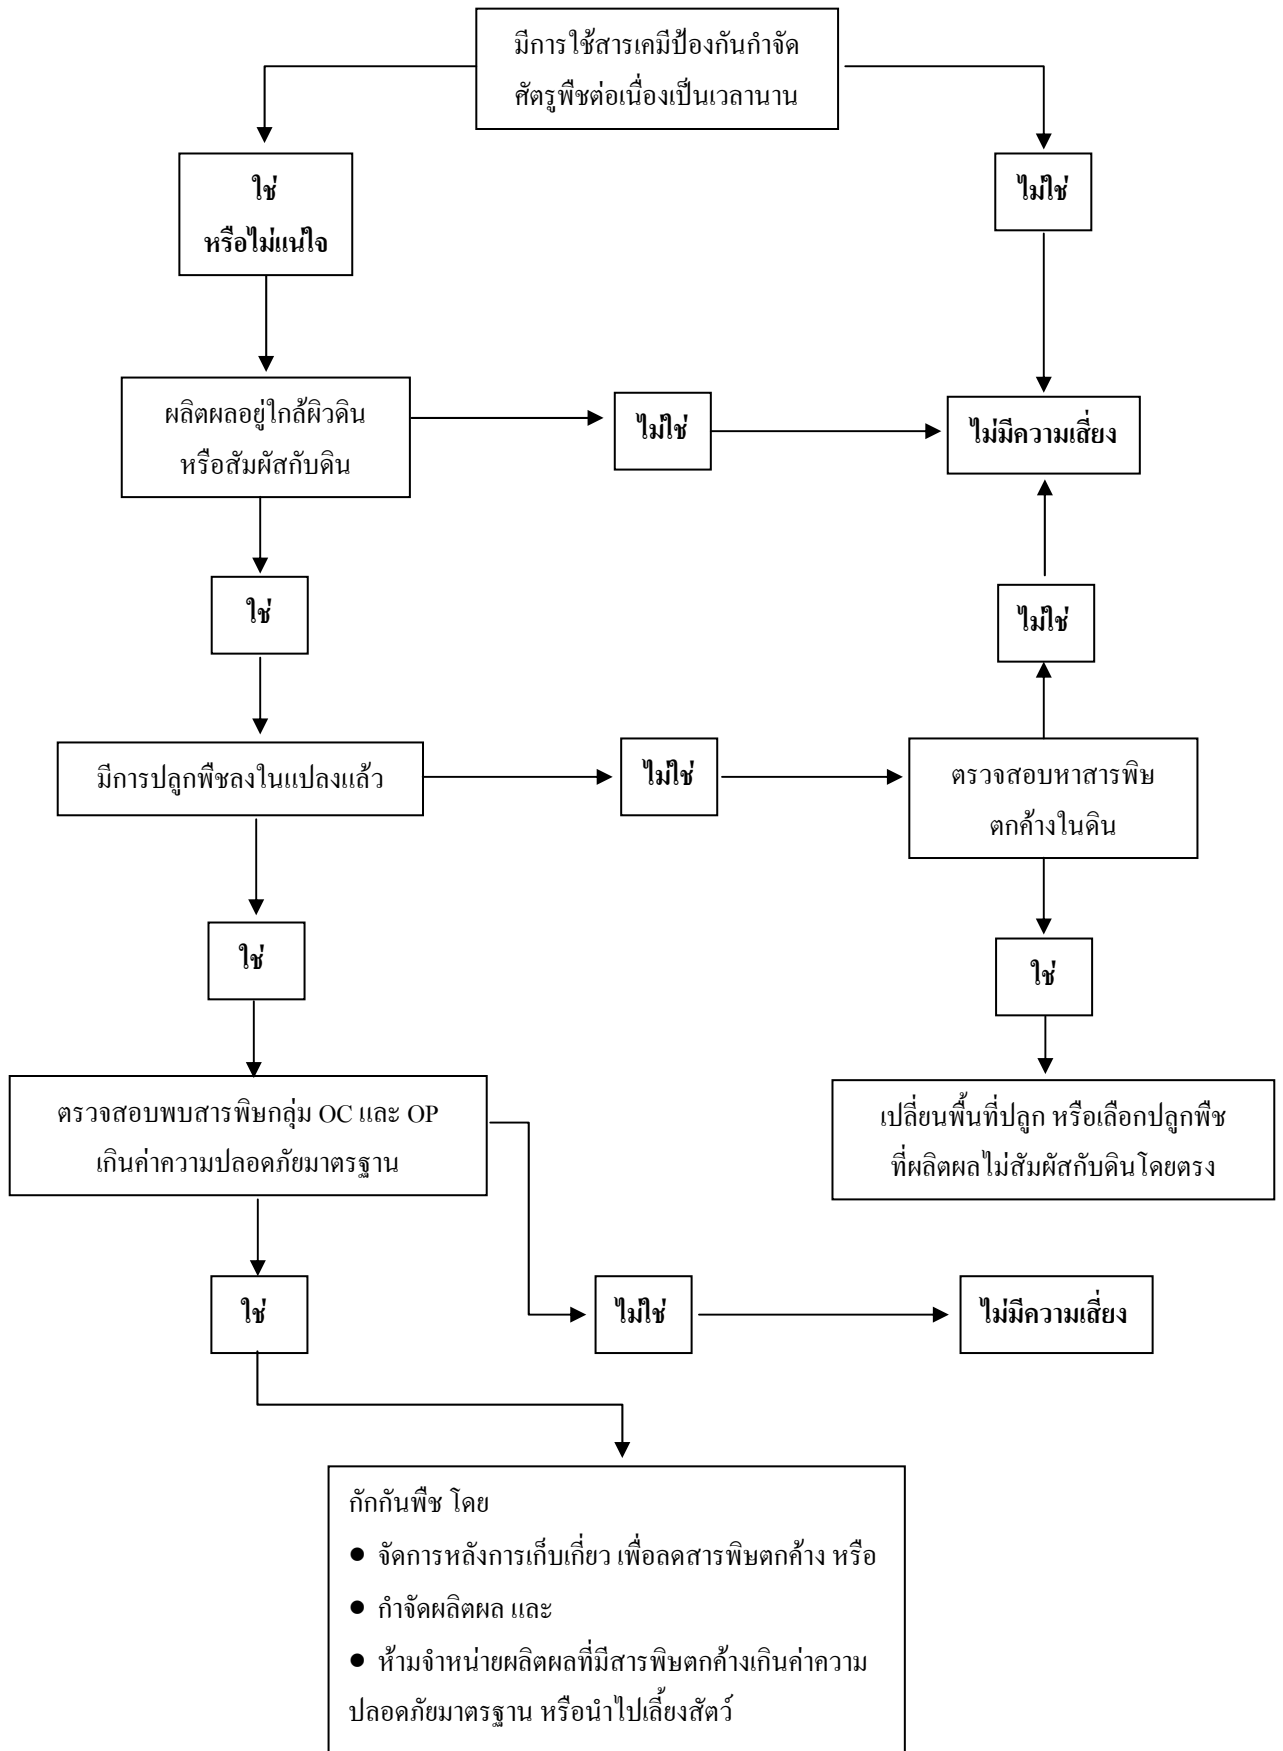 มีการใช้สารเคมีป้องกันกำจัด
ศัตรูพืชต่อเนื่องเป็นเวลานาน
ใช่
หรือไม่แน่ใจ
ไม่ใช่
ผลิตผลอยู่ใกล้ผิวดิน
หรือสัมผัสกับดิน
ไม่ใช่
ไม่มีความเสี่ยง
ใช่
ไม่ใช่
มีการปลูกพืชลงในแปลงแล้ว
ไม่ใช่
ตรวจสอบหาสารพิษ
ตกค้างในดิน
ใช่
ใช่
ตรวจสอบพบสารพิษกลุ่ม OC และ OP
เกินค่าความปลอดภัยมาตรฐาน
เปลี่ยนพื้นที่ปลูก หรือเลือกปลูกพืช
ที่ผลิตผลไม่สัมผัสกับดินโดยตรง
ใช่
ไม่ใช่
ไม่มีความเสี่ยง
กักกันพืช โดย
● จัดการหลังการเก็บเกี่ยว เพื่อลดสารพิษตกค้าง หรือ
● กำจัดผลิตผล และ
● ห้ามจำหน่ายผลิตผลที่มีสารพิษตกค้างเกินค่าความ
ปลอดภัยมาตรฐาน หรือนำไปเลี้ยงสัตว์